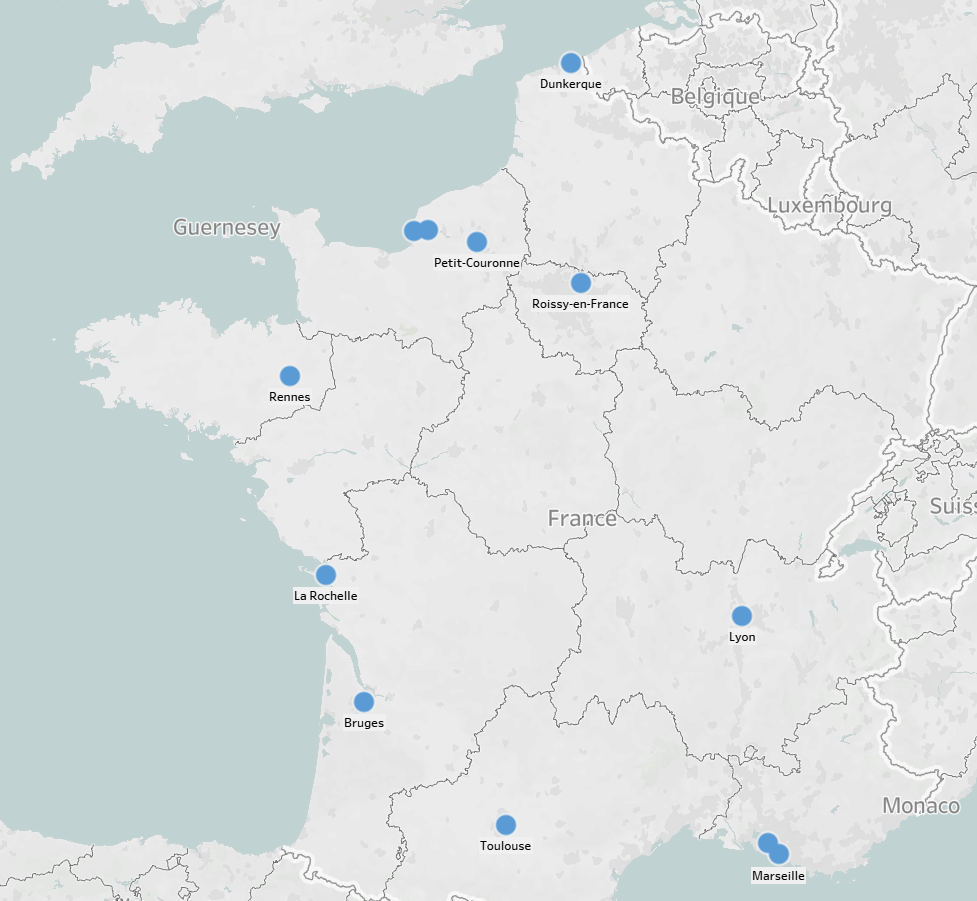 Dunkerque
Belgique
Luxembourg
Guernesey
Petit-Couronne
Roissy-en-France
Rennes
Suiss
France
La Rochelle
Lyon
Bruges
Monaco
Toulouse
Marseille